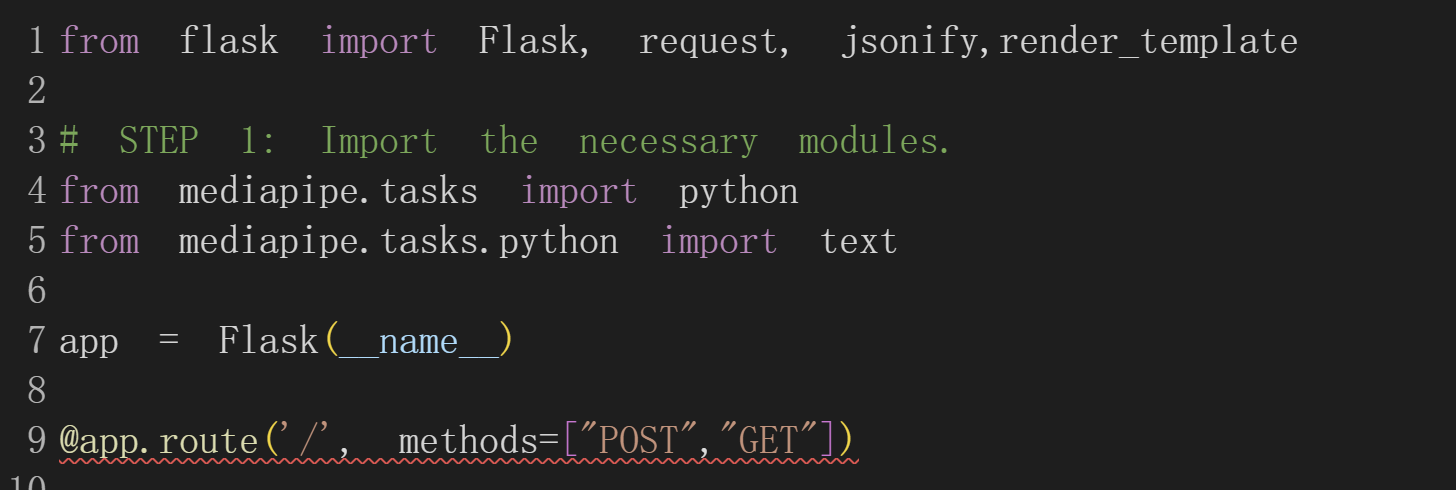 1 from flask import Flask, request, jsonify,render_template
2
3 # STEP 1: Import the necessary modules.
4 from mediapipe.tasks import python
5 from mediapipe.tasks.python import text
6
7 app = Flask(__name__)
8
9 @app.route('/', methods=["POST","GET"])
10